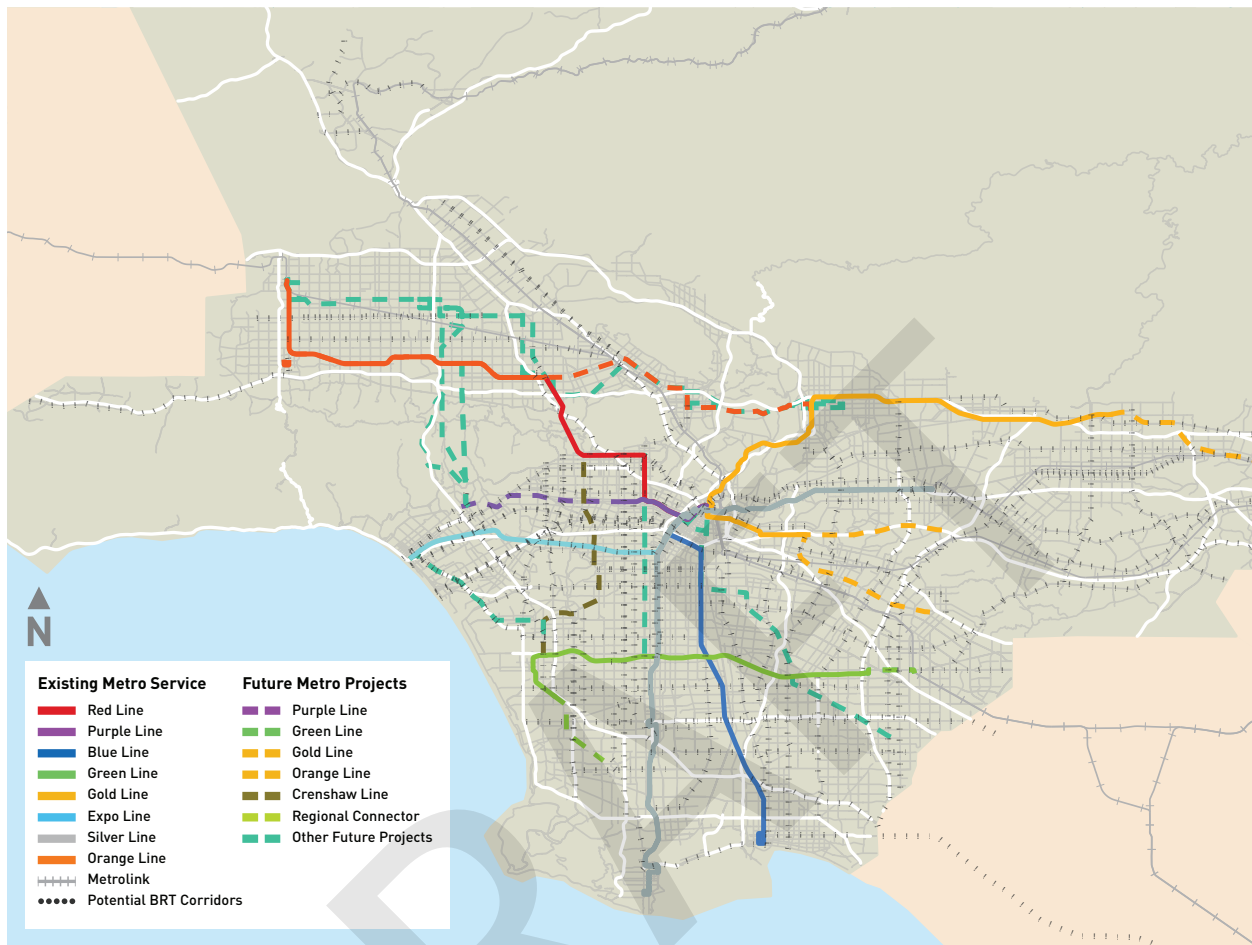 N
Existing Metro Service
Red Line
Purple Line
Blue Line
Green Line
Gold Line
Expo Line
Silver Line
Orange Line
Metrolink
Potential BRT Corridors
Future Metro Projects
Purple Line
Green Line
Gold Line
Orange Line
Crenshaw Line
Regional Connector
Other Future Projects
RAFT